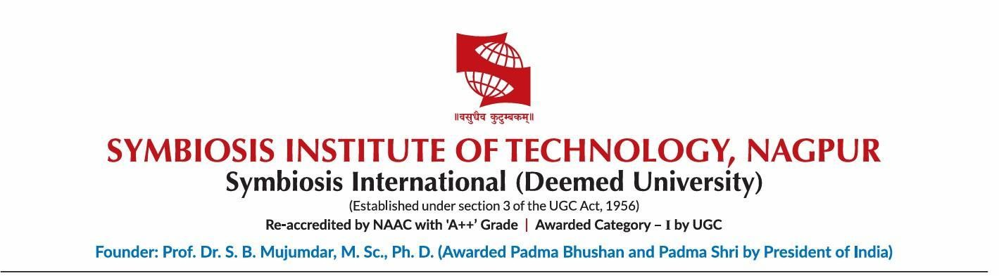 ॥वसुधैव कुटुम्बकम्॥
SYMBIOSIS INSTITUTE OF TECHNOLOGY, NAGPUR
Symbiosis International (Deemed University)
(Established under section 3 of the UGC Act, 1956)
Re-accredited by NAAC with 'A++’ Grade | Awarded Category – I by UGC
Founder: Prof. Dr. S. B. Mujumdar, M. Sc., Ph. D. (Awarded Padma Bhushan and Padma Shri by President of India)